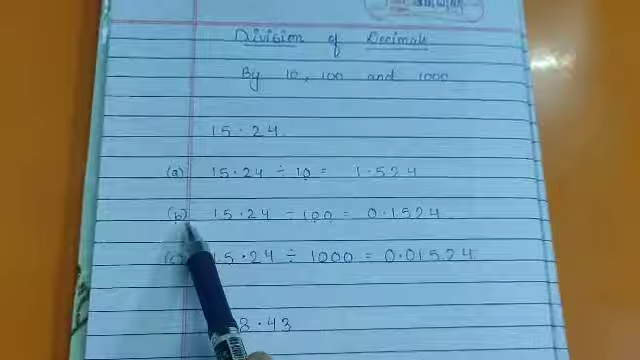 Division of Decimals
By 10, 100 and 1000
15.24
(a) 15.24 ÷ 10 = 1.524
(b) 15.24 ÷ 100 = 0.1524
(c) 15.24 ÷ 1000 = 0.01524
8.43